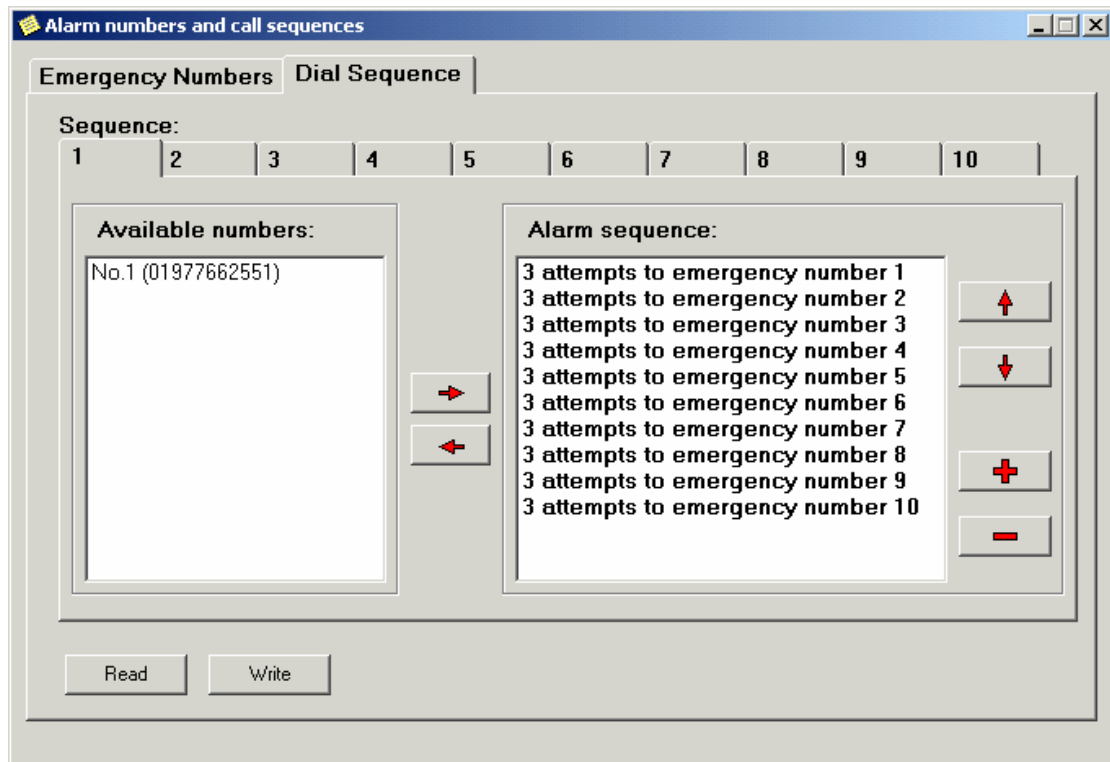 Alarm numbers and call sequences
Emergency Numbers Dial Sequence
Sequence:
1 2 3 4 5 6 7 8 9 10
Available numbers:
No.1 (01977662551)
Alarm sequence:
3 attempts to emergency number 1
3 attempts to emergency number 2
3 attempts to emergency number 3
3 attempts to emergency number 4
3 attempts to emergency number 5
3 attempts to emergency number 6
3 attempts to emergency number 7
3 attempts to emergency number 8
3 attempts to emergency number 9
3 attempts to emergency number 10
Read Write